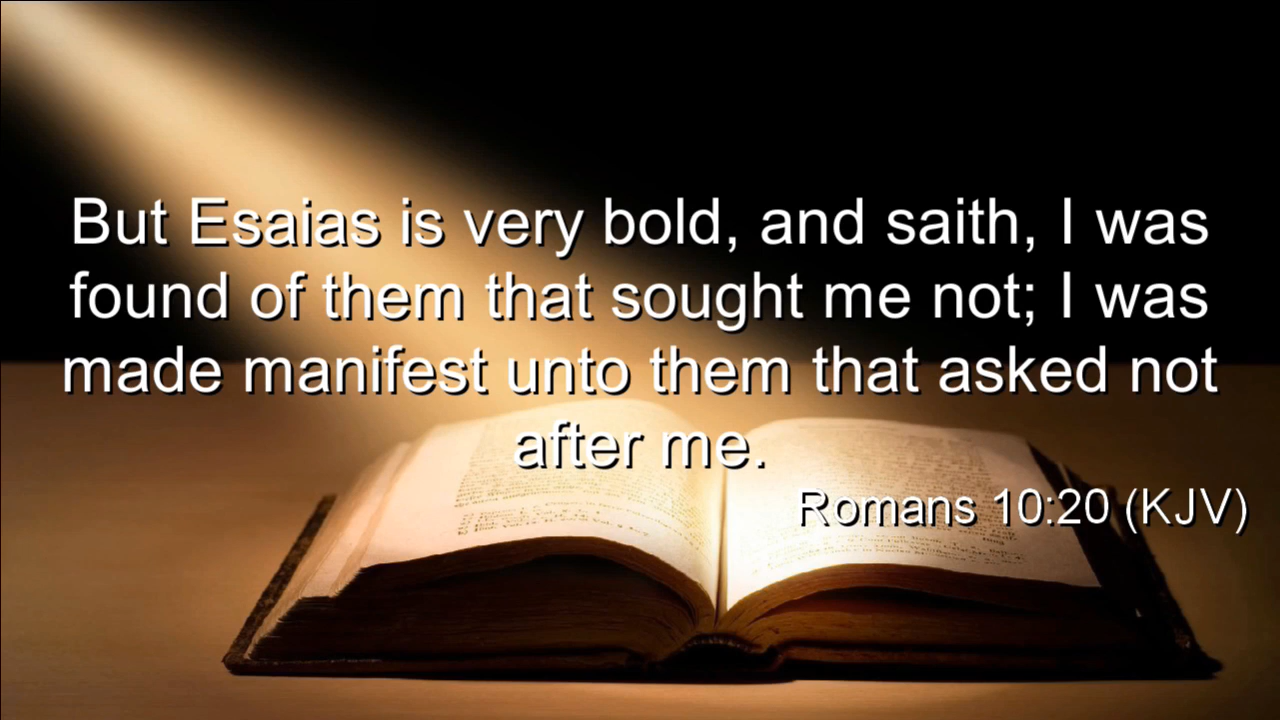 But Esaias is very bold, and saith, I was
found of them that sought me not; I was
made manifest unto them that asked not
after me.
Romans 10:20 (KJV)